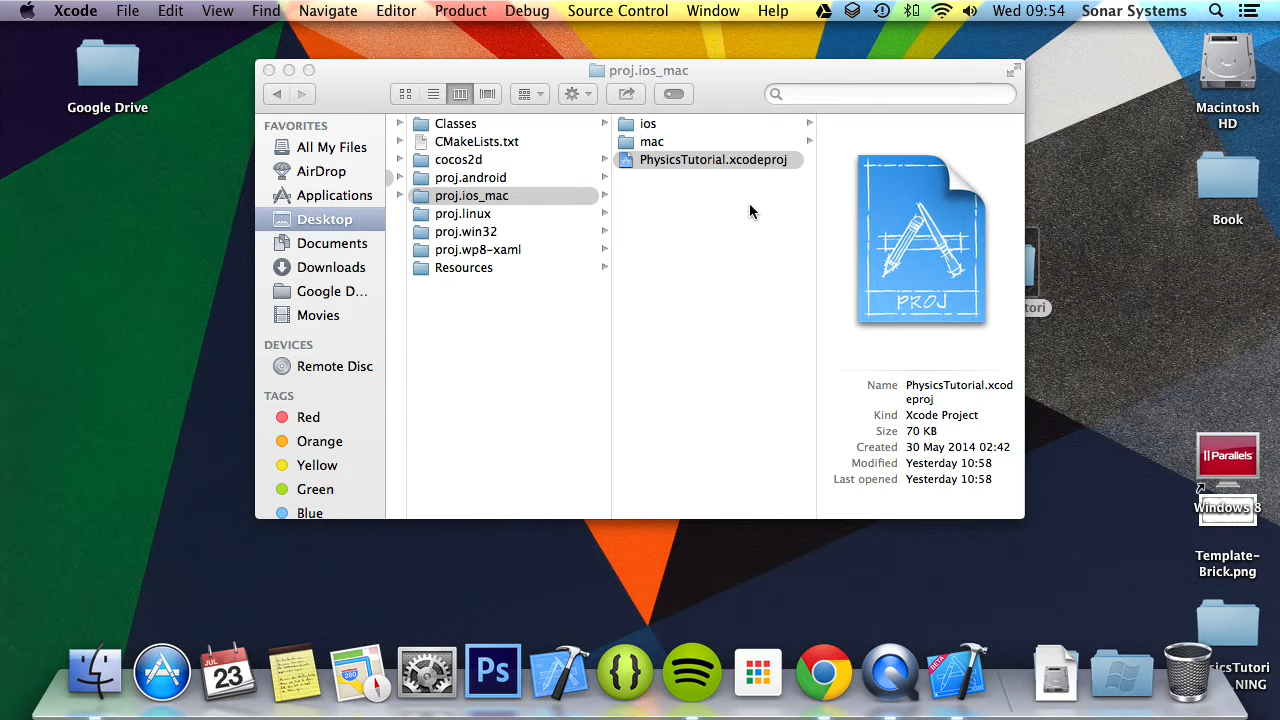 Xcode File Edit View Find Navigate Editor Product Debug Source Control Window Help Wed 09:54 Sonar Systems
Google Drive
Macintosh
HD
Book
Windows 8
Template-
Brick.png
NING
proj.ios_mac
FAVORITES
All My Files
AirDrop
Applications
Desktop
Documents
Downloads
Google D...
Movies
DEVICES
Remote Disc
TAGS
Red
Orange
Yellow
Green
Blue
Classes
CMakeLists.txt
cocos2d
proj.android
proj.ios_mac
proj.linux
proj.win32
proj.wp8-xaml
Resources
ios
mac
PhysicsTutorial.xcodeproj
PROJ
Name PhysicsTutorial.xcod
eproj
Kind Xcode Project
Size 70 KB
Created 30 May 2014 02:42
Modified Yesterday 10:58
Last opened Yesterday 10:58
|| Parallels
JUL
23
280
Ps
BETA